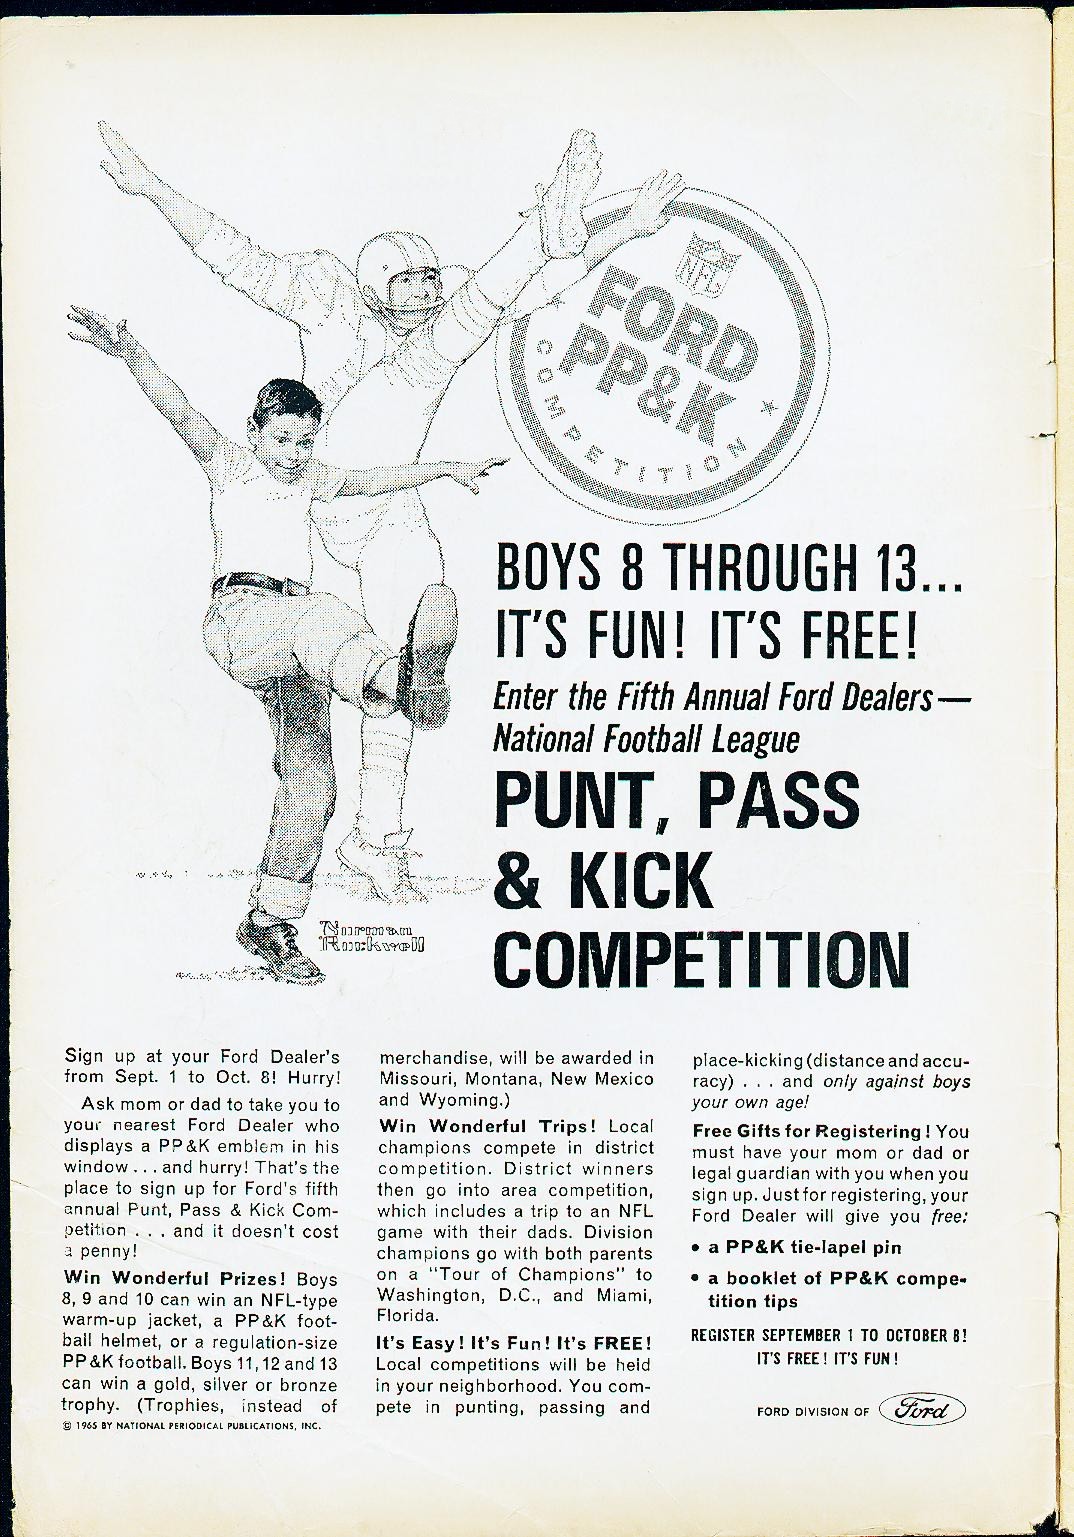 NFL
FORD
PP&K
COMPETITION
BOYS 8 THROUGH 13...
IT'S FUN! IT'S FREE!
Enter the Fifth Annual Ford Dealers—
National Football League
PUNT, PASS
& KICK
COMPETITION
Norman
Rockwell
Sign up at your Ford Dealer's
from Sept. 1 to Oct. 8! Hurry!
Ask mom or dad to take you to
your nearest Ford Dealer who
displays a PP&K emblem in his
window . . . and hurry! That's the
place to sign up for Ford's fifth
annual Punt, Pass & Kick Com-
petition . . . and it doesn't cost
a penny!
Win Wonderful Prizes! Boys
8, 9 and 10 can win an NFL-type
warm-up jacket, a PP&K foot-
ball helmet, or a regulation-size
PP&K football. Boys 11, 12 and 13
can win a gold, silver or bronze
trophy. (Trophies, instead of
© 1965 BY NATIONAL PERIODICAL PUBLICATIONS, INC.
merchandise, will be awarded in
Missouri, Montana, New Mexico
and Wyoming.)
Win Wonderful Trips! Local
champions compete in district
competition. District winners
then go into area competition,
which includes a trip to an NFL
game with their dads. Division
champions go with both parents
on a "Tour of Champions" to
Washington, D.C., and Miami,
Florida.
It's Easy! It's Fun! It's FREE!
Local competitions will be held
in your neighborhood. You com-
pete in punting, passing and
place-kicking (distance and accu-
racy) . . . and only against boys
your own age!
Free Gifts for Registering! You
must have your mom or dad or
legal guardian with you when you
sign up. Just for registering, your
Ford Dealer will give you free:
• a PP&K tie-lapel pin
• a booklet of PP&K compe-
tition tips
REGISTER SEPTEMBER 1 TO OCTOBER 8!
IT'S FREE! IT'S FUN!
FORD DIVISION OF Ford